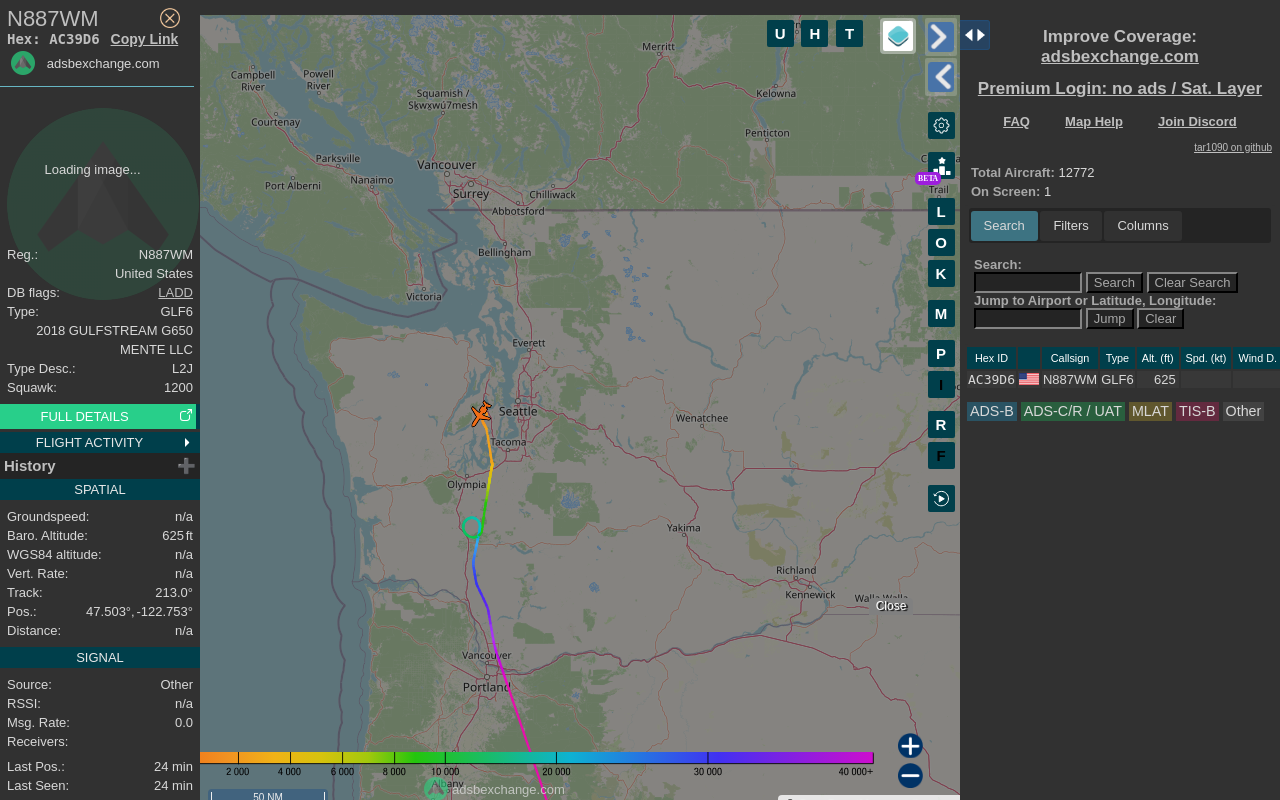 N887WM
Hex: AC39D6 Copy Link
adsbexchange.com
Loading image...
Reg.: N887WM
United States
DB flags: LADD
Type: GLF6
2018 GULFSTREAM G650
MENTE LLC
Type Desc.: L2J
Squawk: 1200
FULL DETAILS
FLIGHT ACTIVITY
History
SPATIAL
Groundspeed: n/a
Baro. Altitude: 625 ft
WGS84 altitude: n/a
Vert. Rate: n/a
Track: 213.0°
Pos.: 47.503°, -122.753°
Distance: n/a
SIGNAL
Source: Other
RSSI: n/a
Msg. Rate: 0.0
Receivers:
Last Pos.: 24 min
Last Seen: 24 min
U H T
Merritt
Campbell
River
Powell
River
Squamish /
Sḵwx̱wú7mesh
Kelowna
Courtenay
Penticton
Parksville
Vancouver
Nanaimo
Port Alberni
Surrey
Chilliwack
Abbotsford
Trail
BETA
L
O
K
M
P
I
R
F
Bellingham
Victoria
Everett
Seattle
Wenatchee
Tacoma
Olympia
Yakima
Richland
Kennewick
Walla Walla
Close
Vancouver
Portland
Albany
2 000 4 000 6 000 8 000 10 000 20 000 30 000 40 000+
adsbexchange.com
50 NM
Improve Coverage:
adsbexchange.com
Premium Login: no ads / Sat. Layer
FAQ Map Help Join Discord
tar1090 on github
Total Aircraft: 12772
On Screen: 1
Search Filters Columns
Search:
Search Clear Search
Jump to Airport or Latitude, Longitude:
Jump Clear
Hex ID Callsign Type Alt. (ft) Spd. (kt) Wind D.
AC39D6 N887WM GLF6 625
ADS-B ADS-C/R / UAT MLAT TIS-B Other